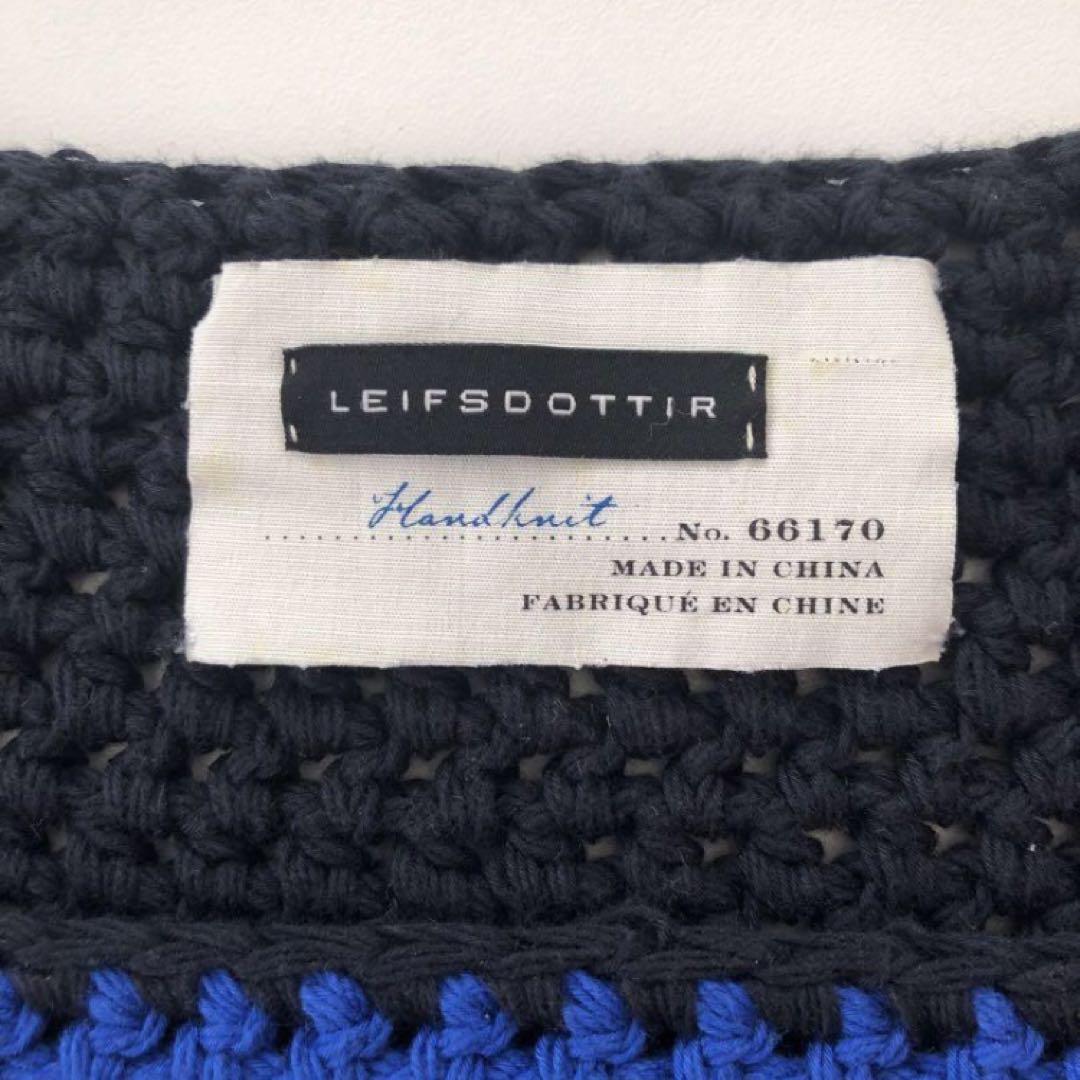 LEIFSDOTTIR
Handknit
No. 66170
MADE IN CHINA
FABRIQUÉ EN CHINE